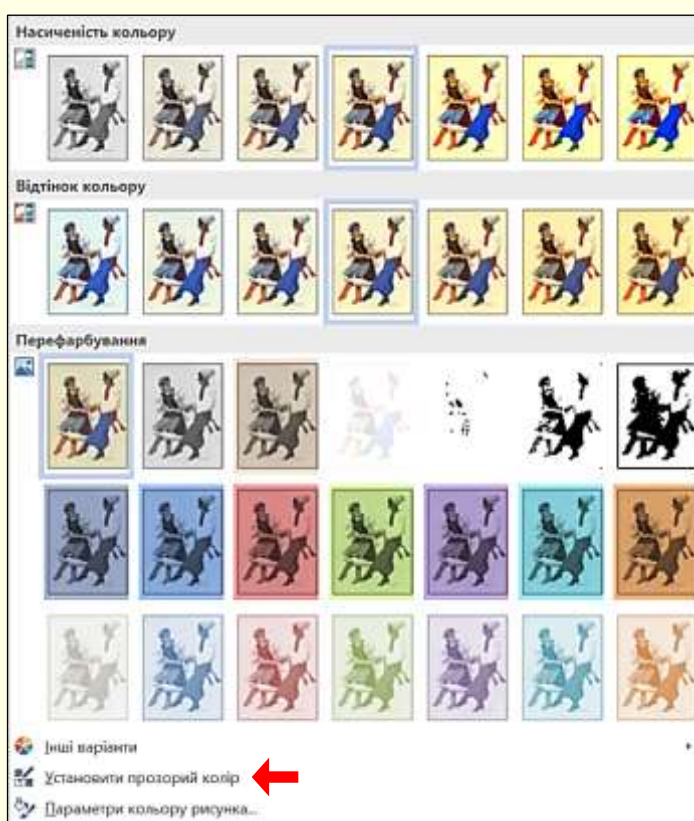 Насиченість кольору
Відтінок кольору
Перефарбування
Інші варіанти
Установити прозорий колір
Параметри кольору рисунка...